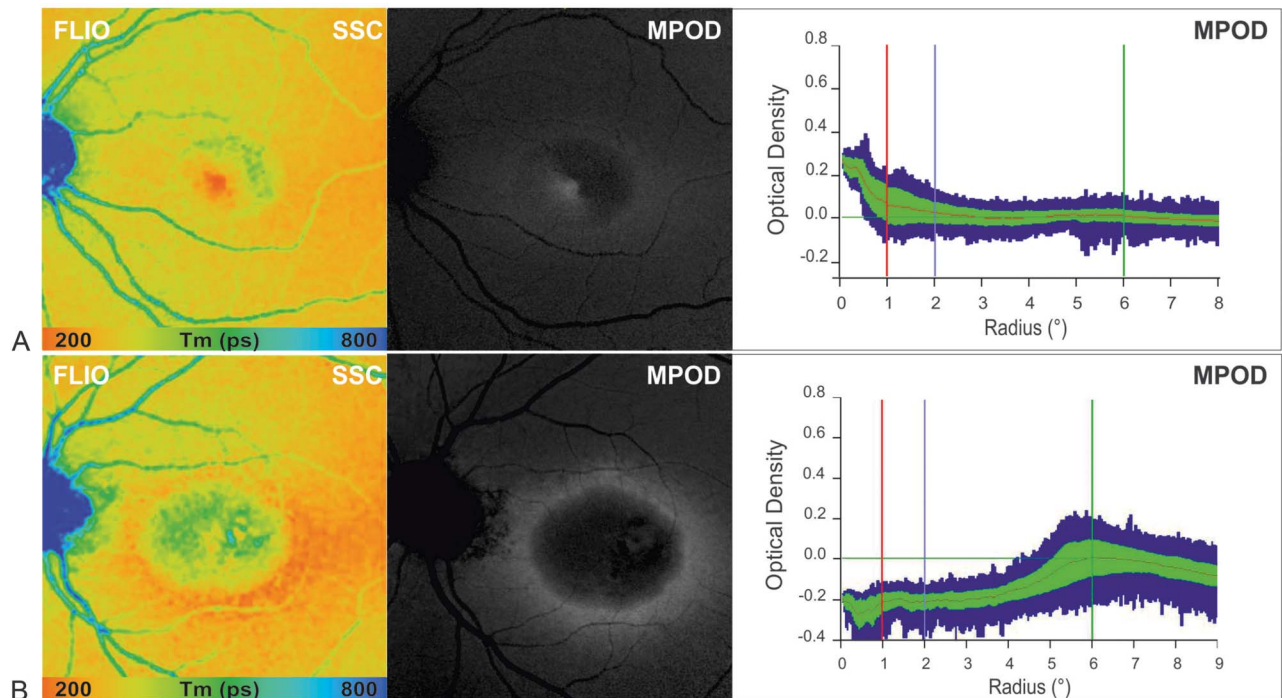 FLIO SSC MPOD MPOD
Optical Density
0.8
0.6
0.4
0.2
0.0
-0.2
0 1 2 3 4 5 6 7 8
Radius (°)
200 Tm (ps) 800
A
FLIO SSC MPOD MPOD
Optical Density
0.8
0.6
0.4
0.2
0.0
-0.2
-0.4
0 1 2 3 4 5 6 7 8 9
Radius (°)
200 Tm (ps) 800
B